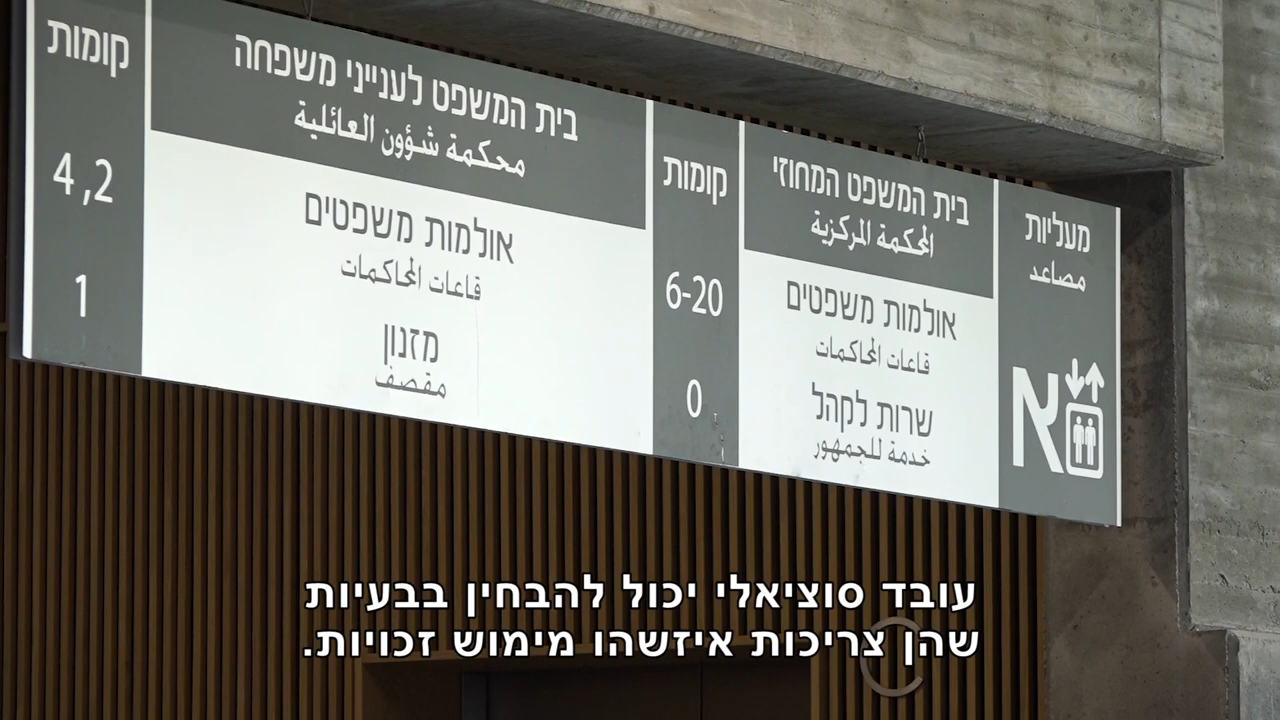 מעליות
مصاعد
א
בית המשפט המחוזי
المحكمة المركزية
קומות
אולמות משפטים
قاعات المحاكمات
6-20
שרות לקהל
خدمة للجمهور
0
בית המשפט לענייני משפחה
محكمة شؤون العائلية
קומות
אולמות משפטים
قاعات المحاكمات
4,2
מזנון
مقصف
1
עובד סוציאלי יכול להבחין בבעיות
שהן צריכות איזשהו מימוש זכויות.